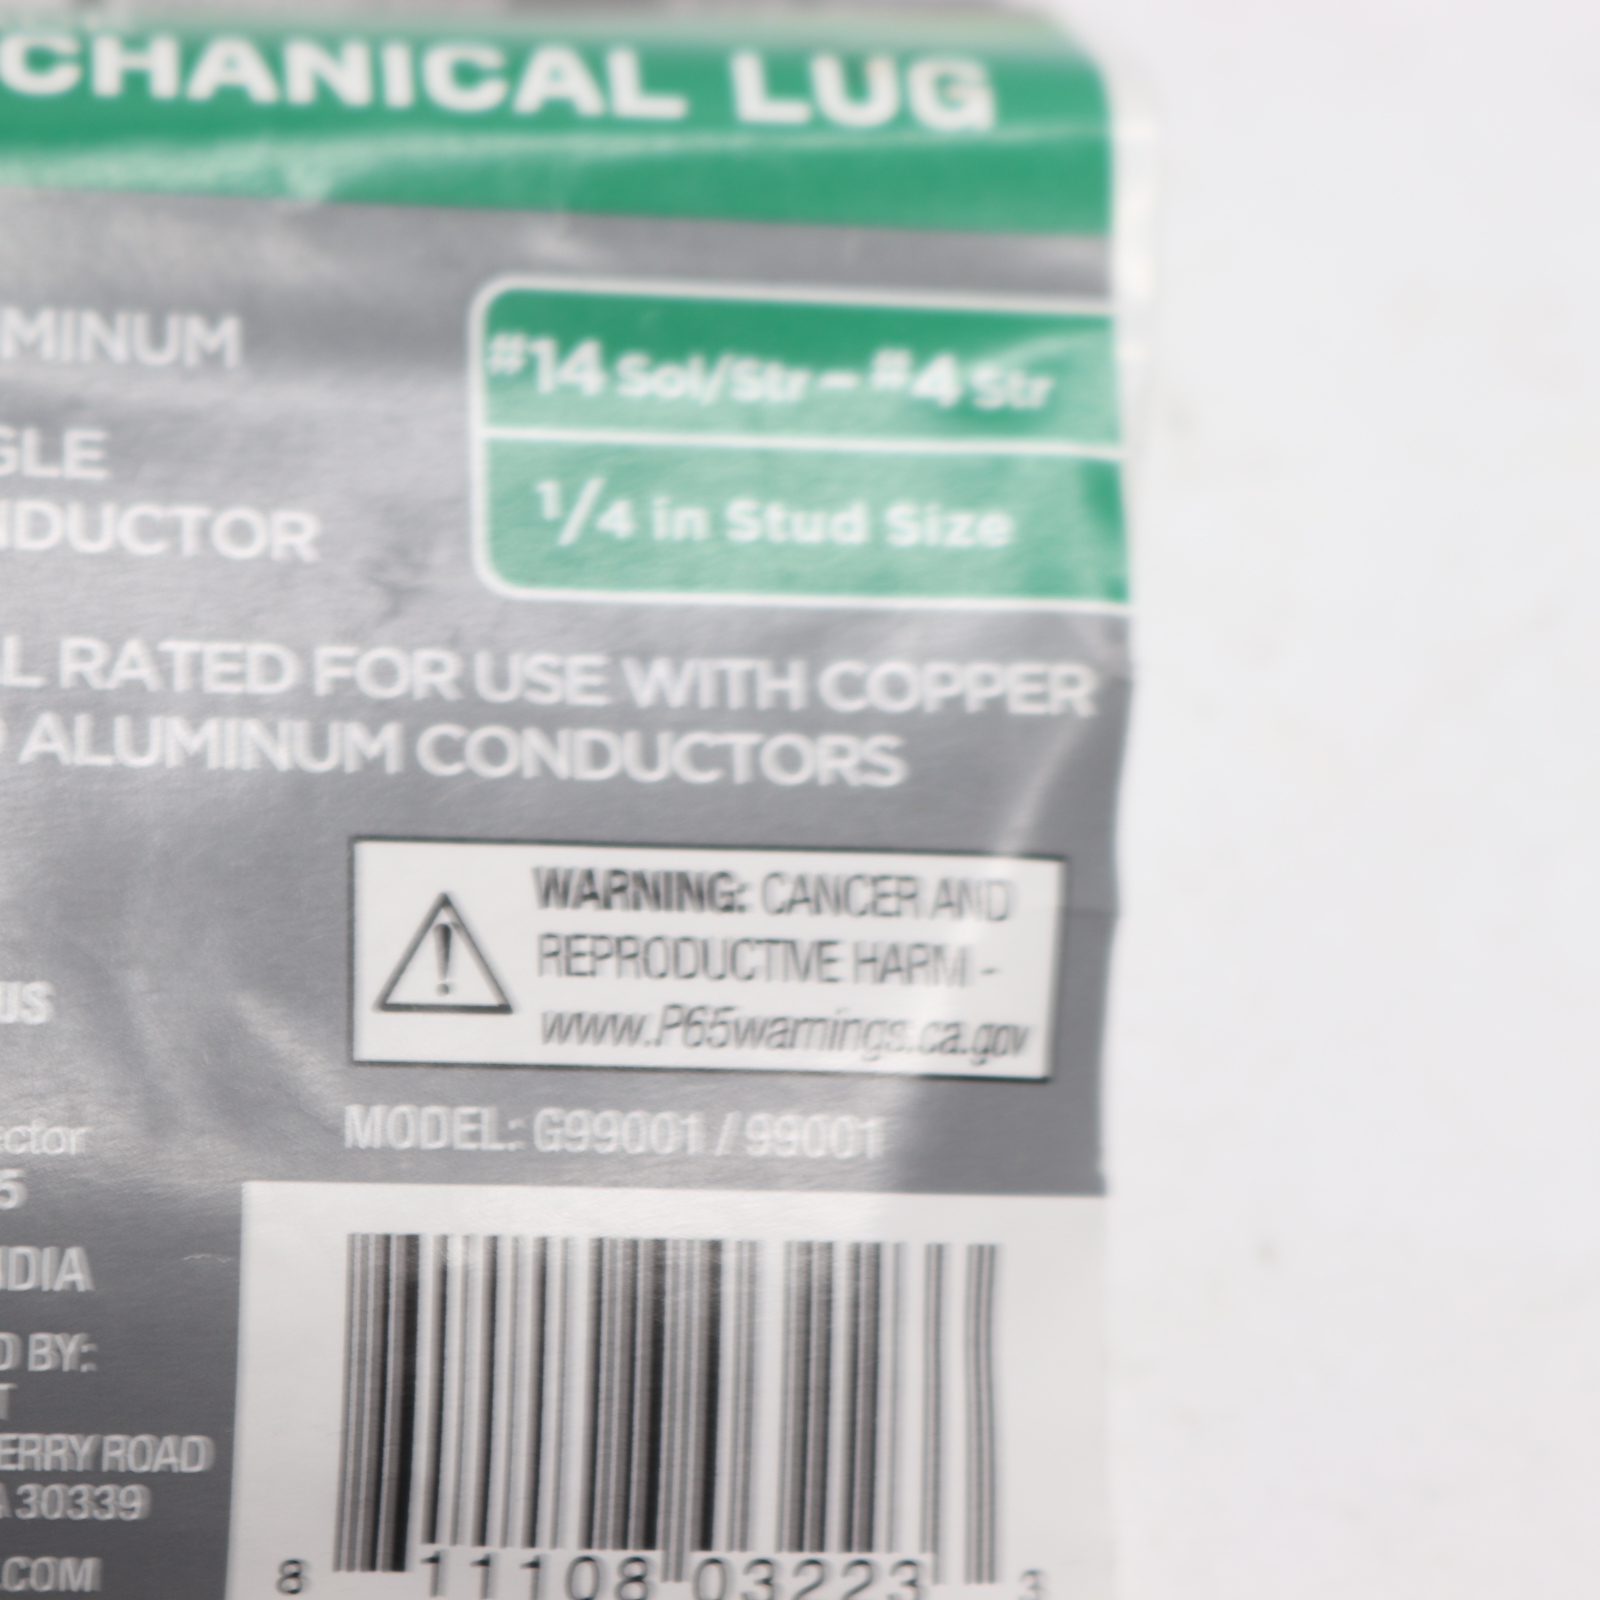 CHANICAL LUG
MINUM
#14 Sol/Str – #4 Str
GLE
NDUCTOR
1/4 in Stud Size
L RATED FOR USE WITH COPPER
D ALUMINUM CONDUCTORS
WARNING: CANCER AND
REPRODUCTIVE HARM -
www.P65warnings.ca.gov
US
MODEL: G99001 / 99001
ctor
5
NDIA
D BY:
T
ERRY ROAD
A 30339
.COM
8 11108 03223 3